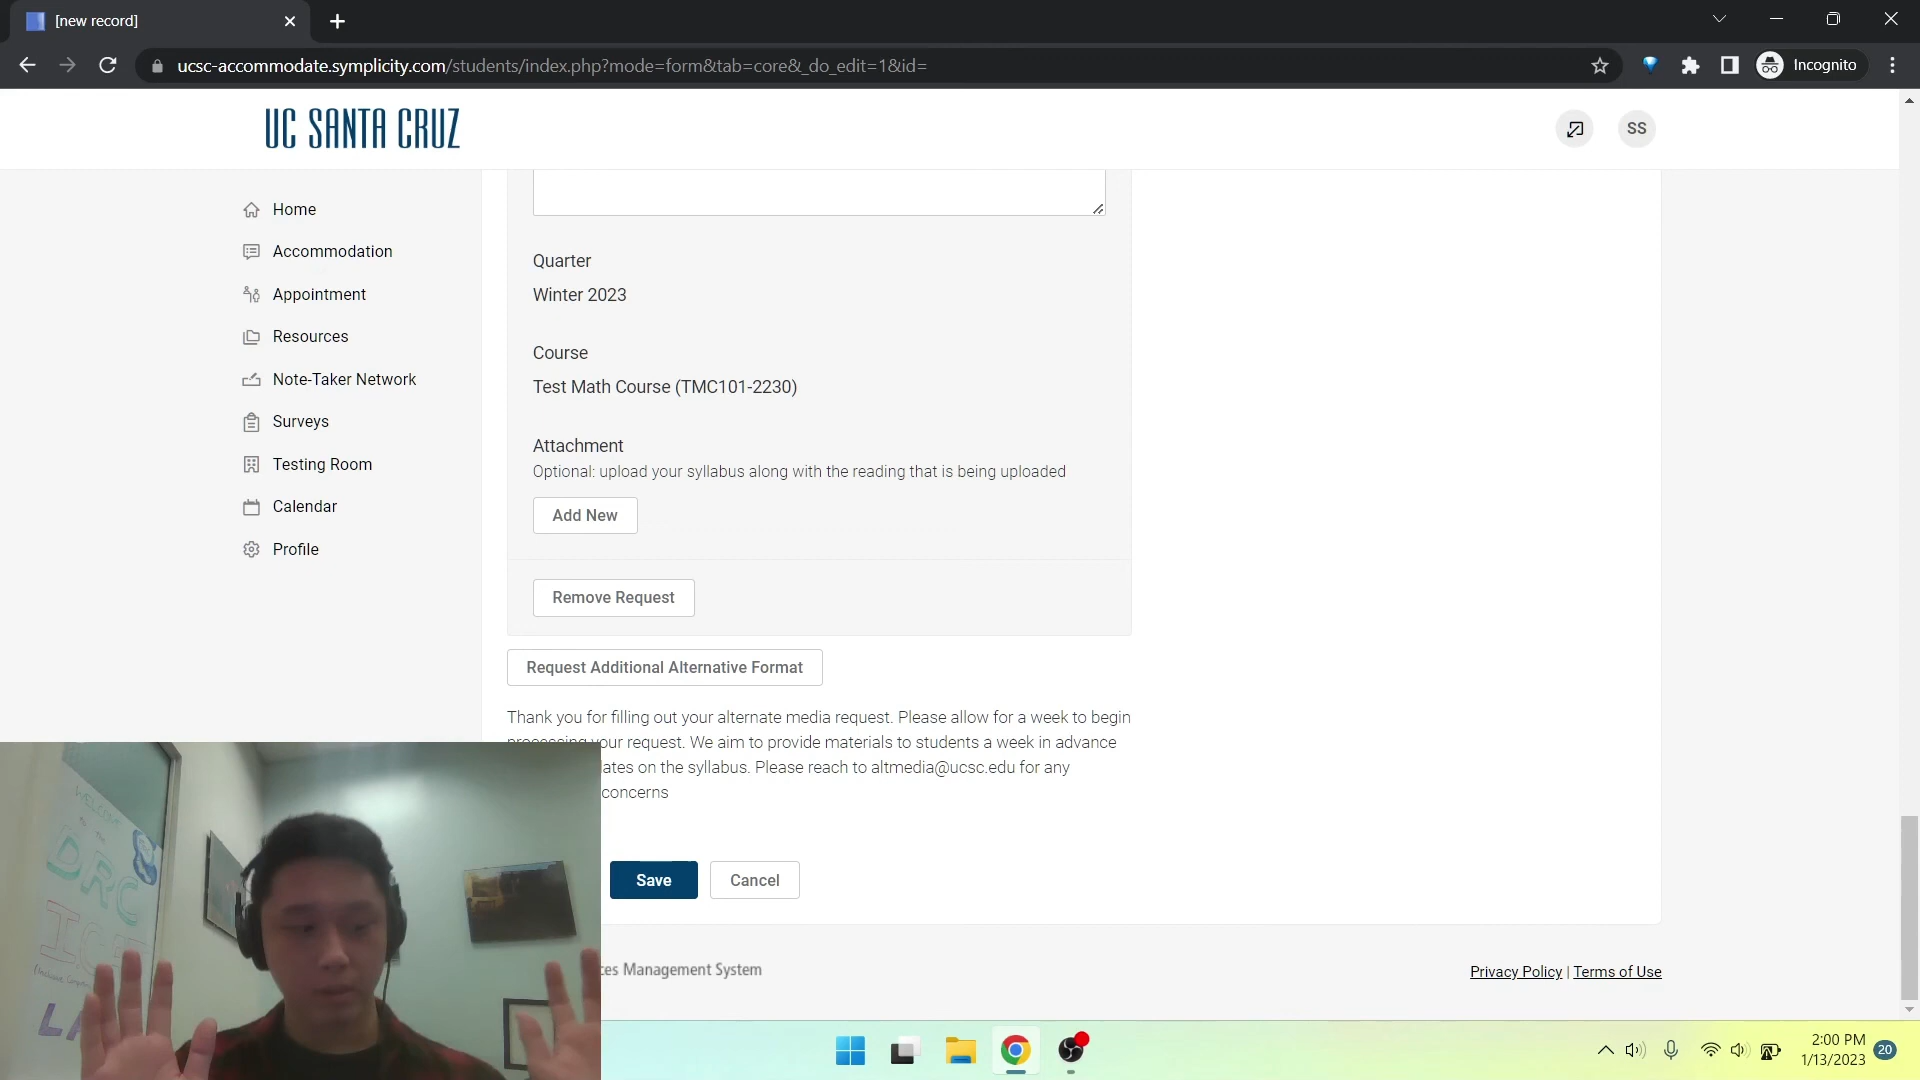 [new record]
ucsc-accommodate.symplicity.com/students/index.php?mode=form&tab=core&_do_edit=1&id=
Incognito
UC SANTA CRUZ
SS
Home
Accommodation
Appointment
Resources
Note-Taker Network
Surveys
Testing Room
Calendar
Profile
Quarter
Winter 2023
Course
Test Math Course (TMC101-2230)
Attachment
Optional: upload your syllabus along with the reading that is being uploaded
Add New
Remove Request
Request Additional Alternative Format
Thank you for filling out your alternate media request. Please allow for a week to begin
processing your request. We aim to provide materials to students a week in advance
on the syllabus. Please reach to altmedia@ucsc.edu for any
concerns
Save
Cancel
Management System
Privacy Policy | Terms of Use
DRC
2:00 PM
1/13/2023
20